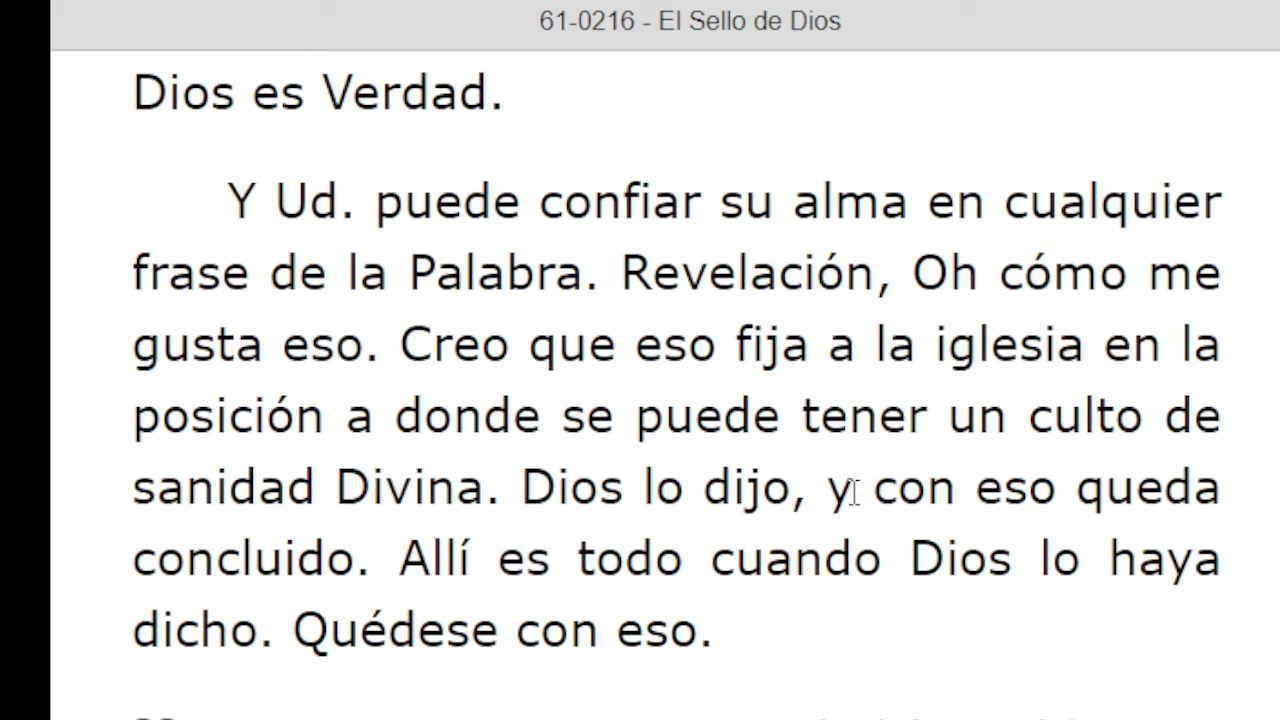 61-0216 - El Sello de Dios
Dios es Verdad.
Y Ud. puede confiar su alma en cualquier
frase de la Palabra. Revelación, Oh cómo me
gusta eso. Creo que eso fija a la iglesia en la
posición a donde se puede tener un culto de
sanidad Divina. Dios lo dijo, y con eso queda
concluido. Allí es todo cuando Dios lo haya
dicho. Quédese con eso.